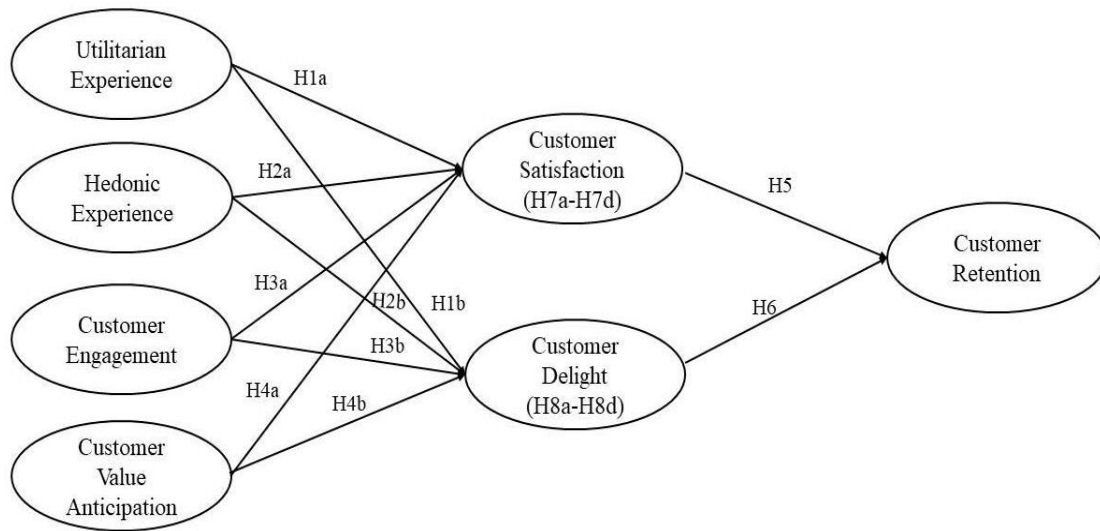 Utilitarian
Experience
H1a
Hedonic
Experience
H2a
Customer
Satisfaction
(H7a-H7d)
H5
Customer
Retention
H3a
H2b
H1b
H6
Customer
Engagement
H3b
Customer
Delight
(H8a-H8d)
H4a
H4b
Customer
Value
Anticipation